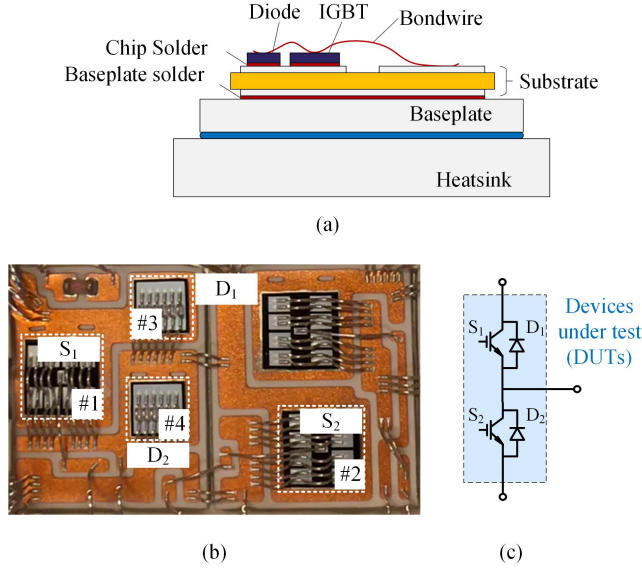 Diode IGBT Bondwire
Chip Solder
Baseplate solder
Substrate
Baseplate
Heatsink
(a)
D1
#3
S1
#1
#4
D2
S2
#2
(b)
S1 D1
S2 D2
Devices
under test
(DUTs)
(c)